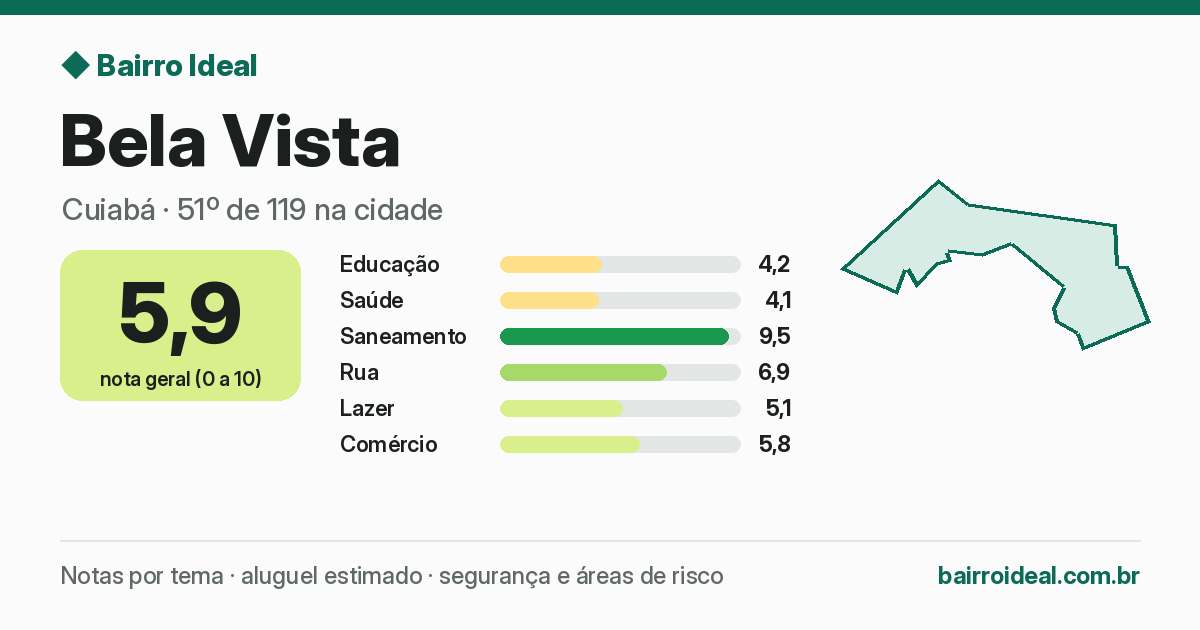 Bairro Ideal
Bela Vista
Cuiabá · 51º de 119 na cidade
5,9
nota geral (0 a 10)
Educação 4,2
Saúde 4,1
Saneamento 9,5
Rua 6,9
Lazer 5,1
Comércio 5,8
Notas por tema · aluguel estimado · segurança e áreas de risco
bairroideal.com.br